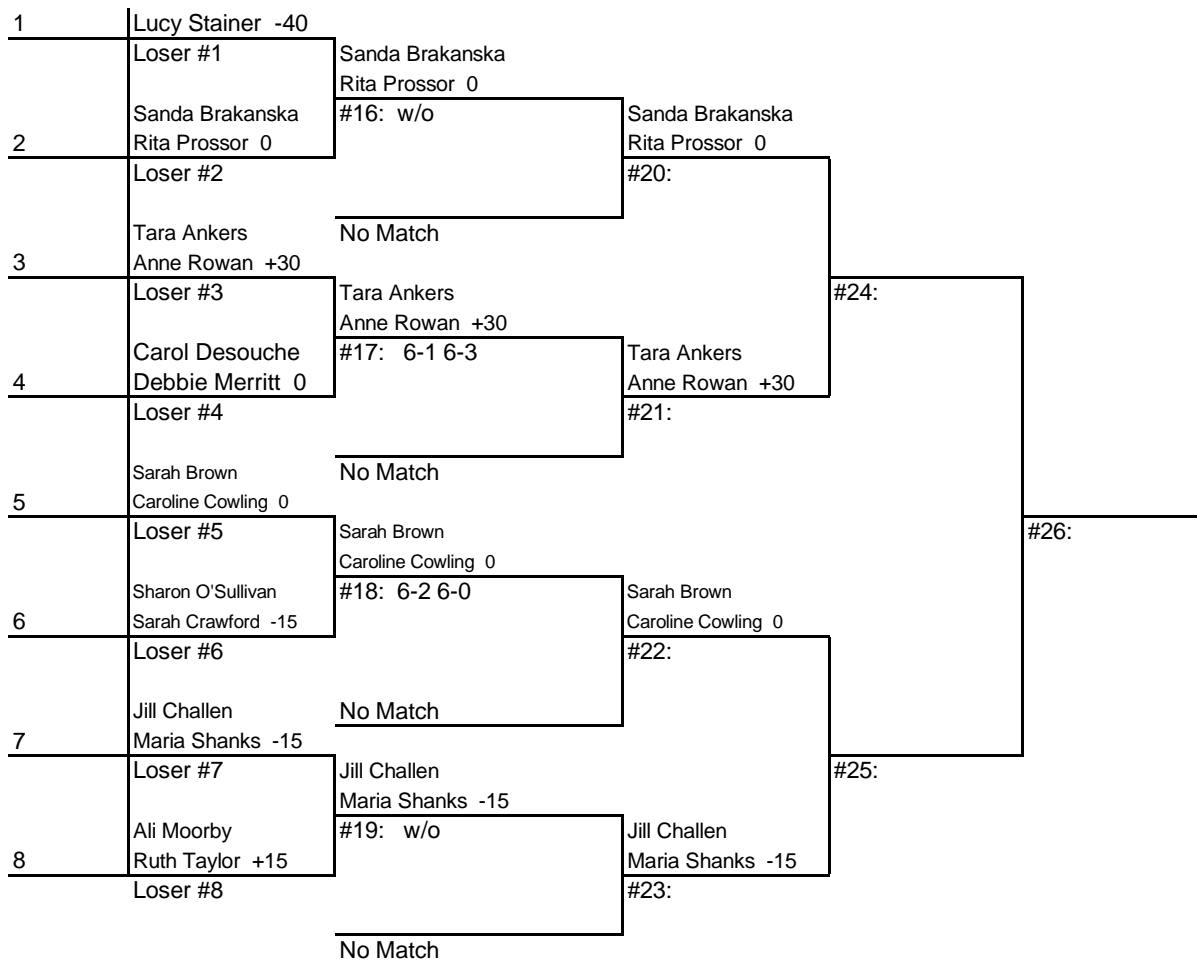 1 Lucy Stainer -40
Loser #1 Sanda Brakanska
Rita Prossor 0
Sanda Brakanska #16: w/o Sanda Brakanska
2 Rita Prossor 0 Rita Prossor 0
Loser #2 #20:
Tara Ankers No Match
3 Anne Rowan +30
Loser #3 Tara Ankers #24:
Anne Rowan +30
Carol Desouche #17: 6-1 6-3 Tara Ankers
4 Debbie Merritt 0 Anne Rowan +30
Loser #4 #21:
Sarah Brown No Match
5 Caroline Cowling 0
Loser #5 Sarah Brown #26:
Caroline Cowling 0
Sharon O'Sullivan #18: 6-2 6-0 Sarah Brown
6 Sarah Crawford -15 Caroline Cowling 0
Loser #6 #22:
Jill Challen No Match
7 Maria Shanks -15
Loser #7 Jill Challen #25:
Maria Shanks -15
Ali Moorby #19: w/o Jill Challen
8 Ruth Taylor +15 Maria Shanks -15
Loser #8 #23:
No Match